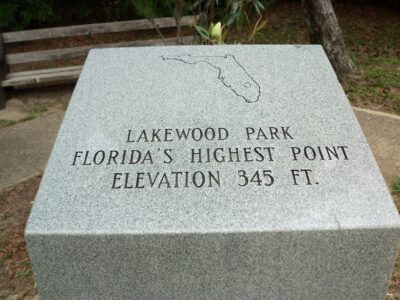 LAKEWOOD PARK
FLORIDA'S HIGHEST POINT
ELEVATION 345 FT.